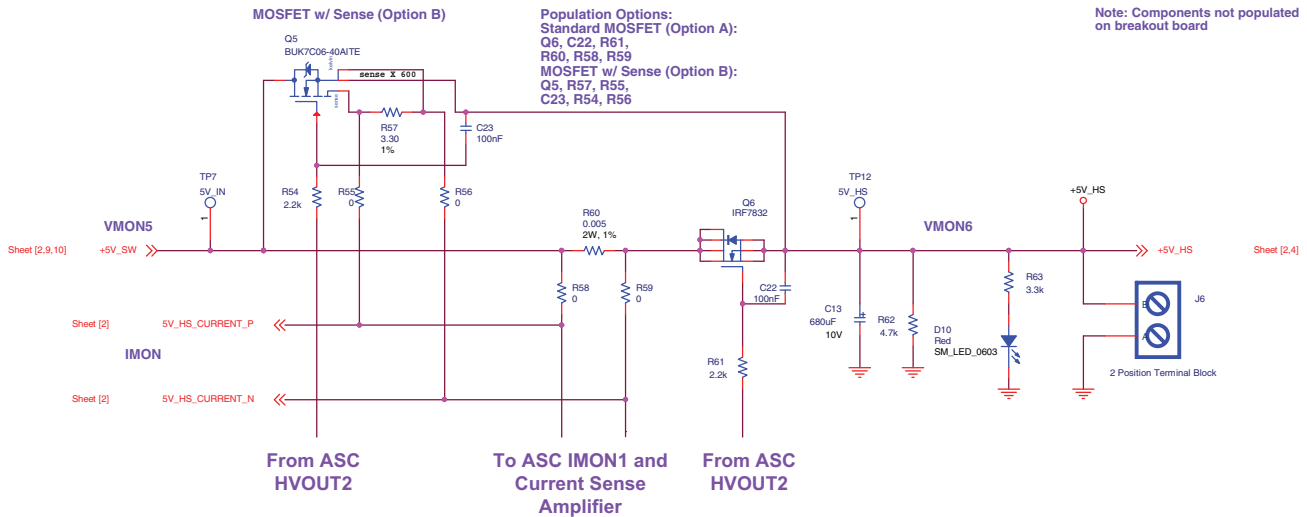 MOSFET w/ Sense (Option B)
Population Options:
Standard MOSFET (Option A):
Q6, C22, R61,
R60, R58, R59
MOSFET w/ Sense (Option B):
Q5, R57, R55,
C23, R54, R56
Note: Components not populated
on breakout board
Q5
BUK7C06-40AITE
kelvin
sense X 600
sense
R57
3.30
1%
C23
100nF
TP7
5V_IN
1
R54
2.2k
R55
0
R56
0
VMON5
Sheet [2,9,10]
+5V_SW
R60
0.005
2W, 1%
Q6
IRF7832
TP12
5V_HS
1
VMON6
+5V_HS
+5V_HS
Sheet [2,4]
R58
0
R59
0
C22
100nF
C13
680uF
10V
R62
4.7k
R63
3.3k
D10
Red
SM_LED_0603
B
A
J6
2 Position Terminal Block
Sheet [2]
5V_HS_CURRENT_P
IMON
Sheet [2]
5V_HS_CURRENT_N
R61
2.2k
From ASC
HVOUT2
To ASC IMON1 and
Current Sense
Amplifier
From ASC
HVOUT2